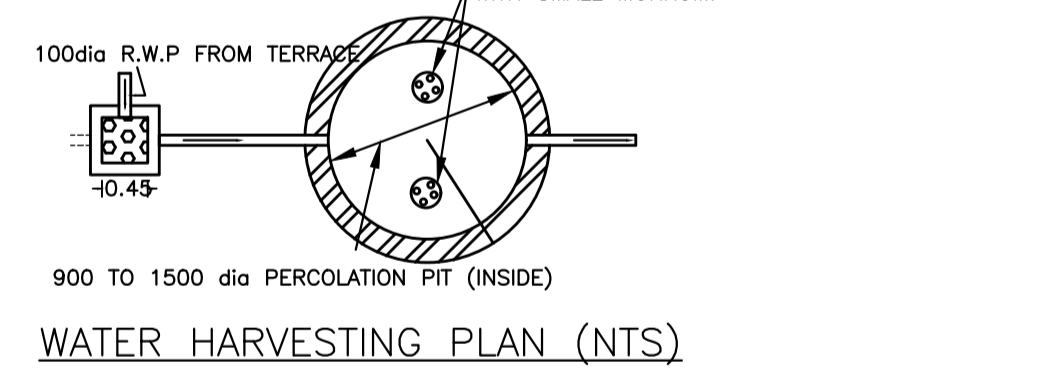 100dia R.W.P FROM TERRACE
0.45
900 TO 1500 dia PERCOLATION PIT (INSIDE)
WATER HARVESTING PLAN (NTS)